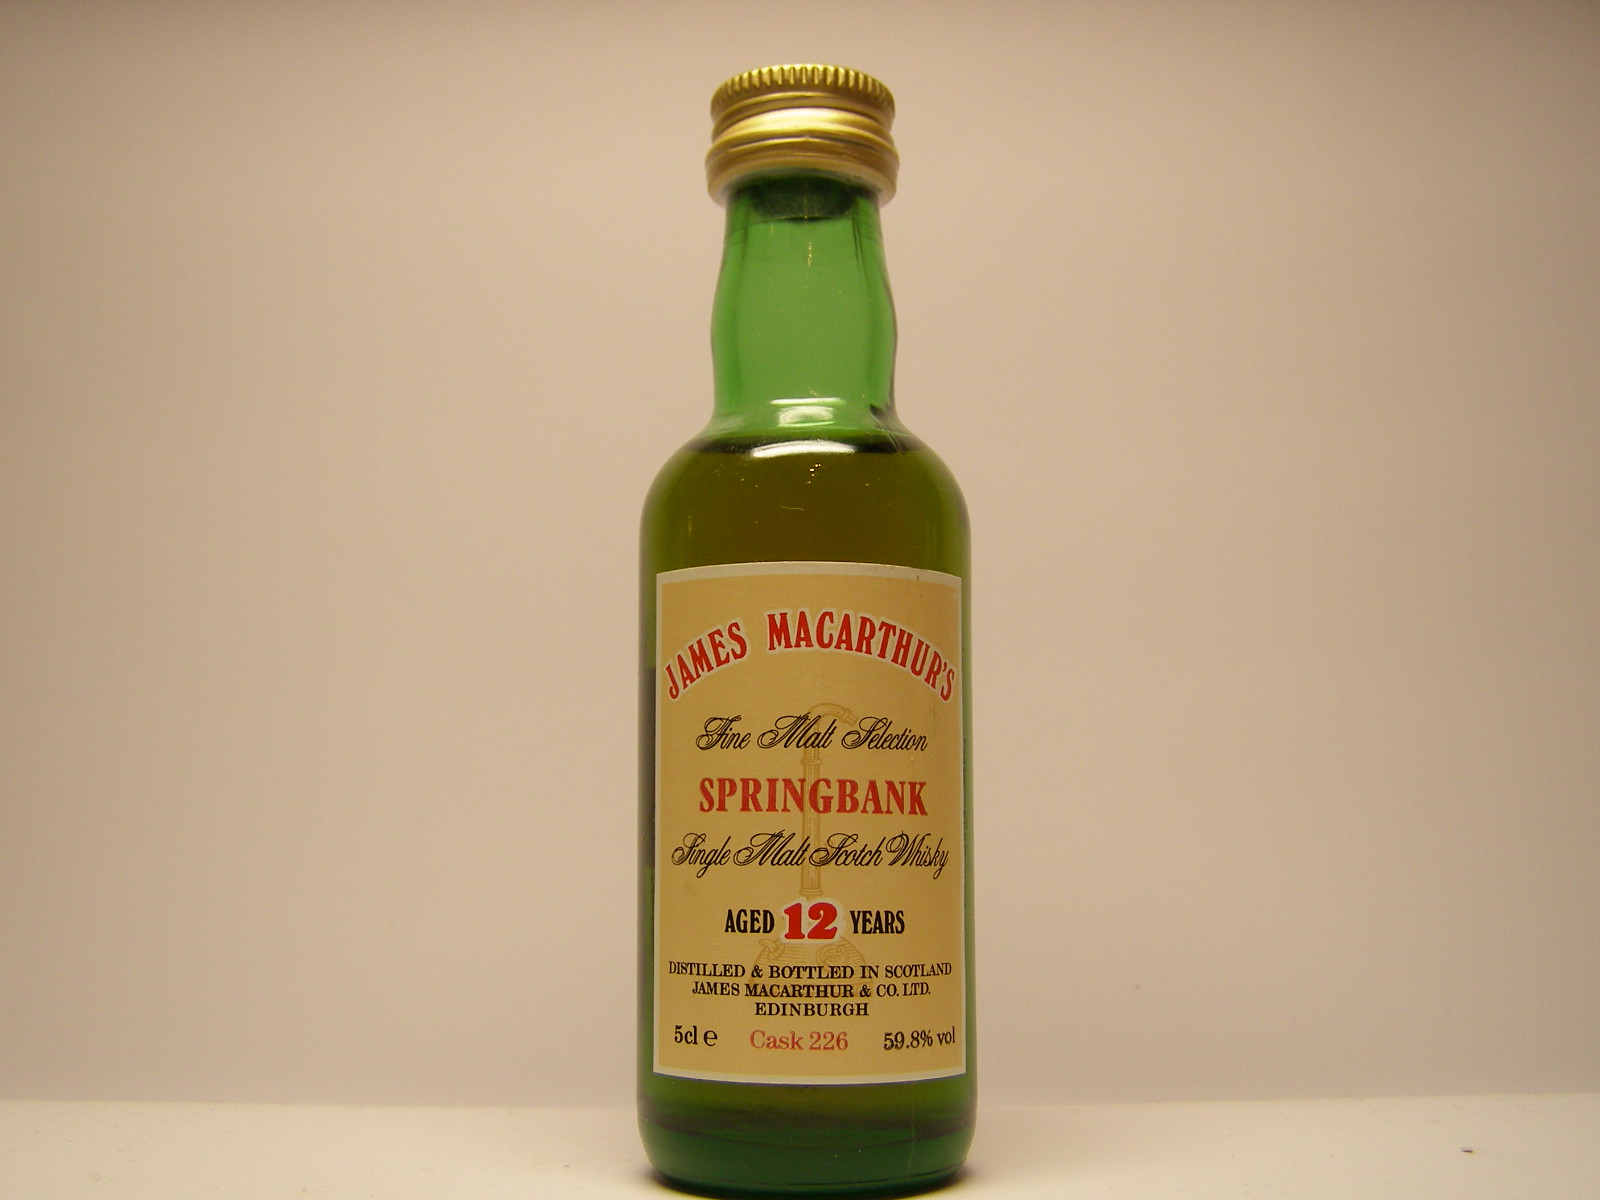 JAMES MACARTHUR'S
Fine Malt Selection
SPRINGBANK
Single Malt Scotch Whisky
AGED 12 YEARS
DISTILLED & BOTTLED IN SCOTLAND
JAMES MACARTHUR & CO. LTD.
EDINBURGH
5cl e Cask 226 59.8% vol